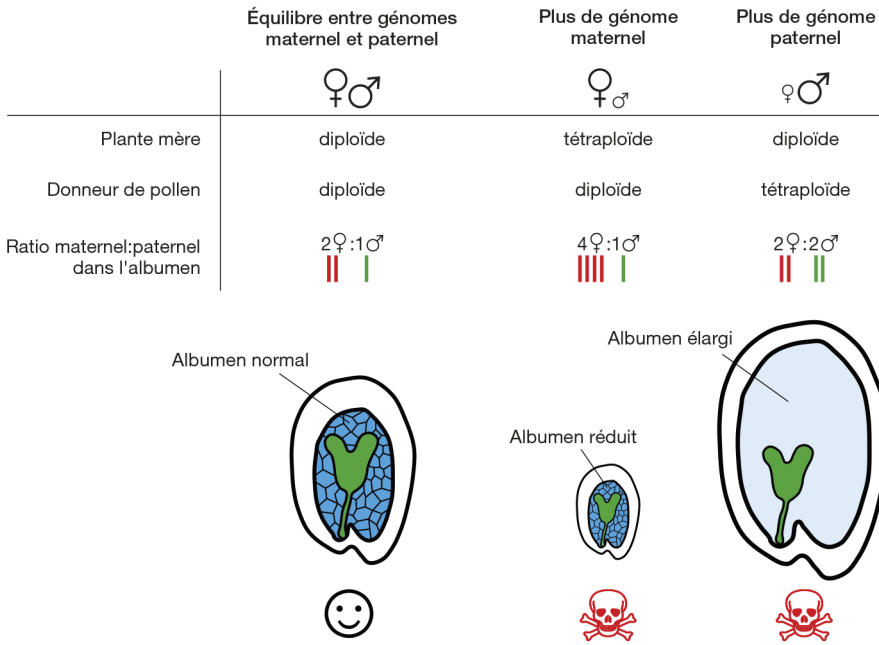 Équilibre entre génomes
maternel et paternel
Plus de génome
maternel
Plus de génome
paternel
♀♂
♀♂
♀♂
Plante mère
diploïde
tétraploïde
diploïde
Donneur de pollen
diploïde
diploïde
tétraploïde
Ratio maternel:paternel
dans l'albumen
2♀:1♂
4♀:1♂
2♀:2♂
Albumen normal
Albumen réduit
Albumen élargi